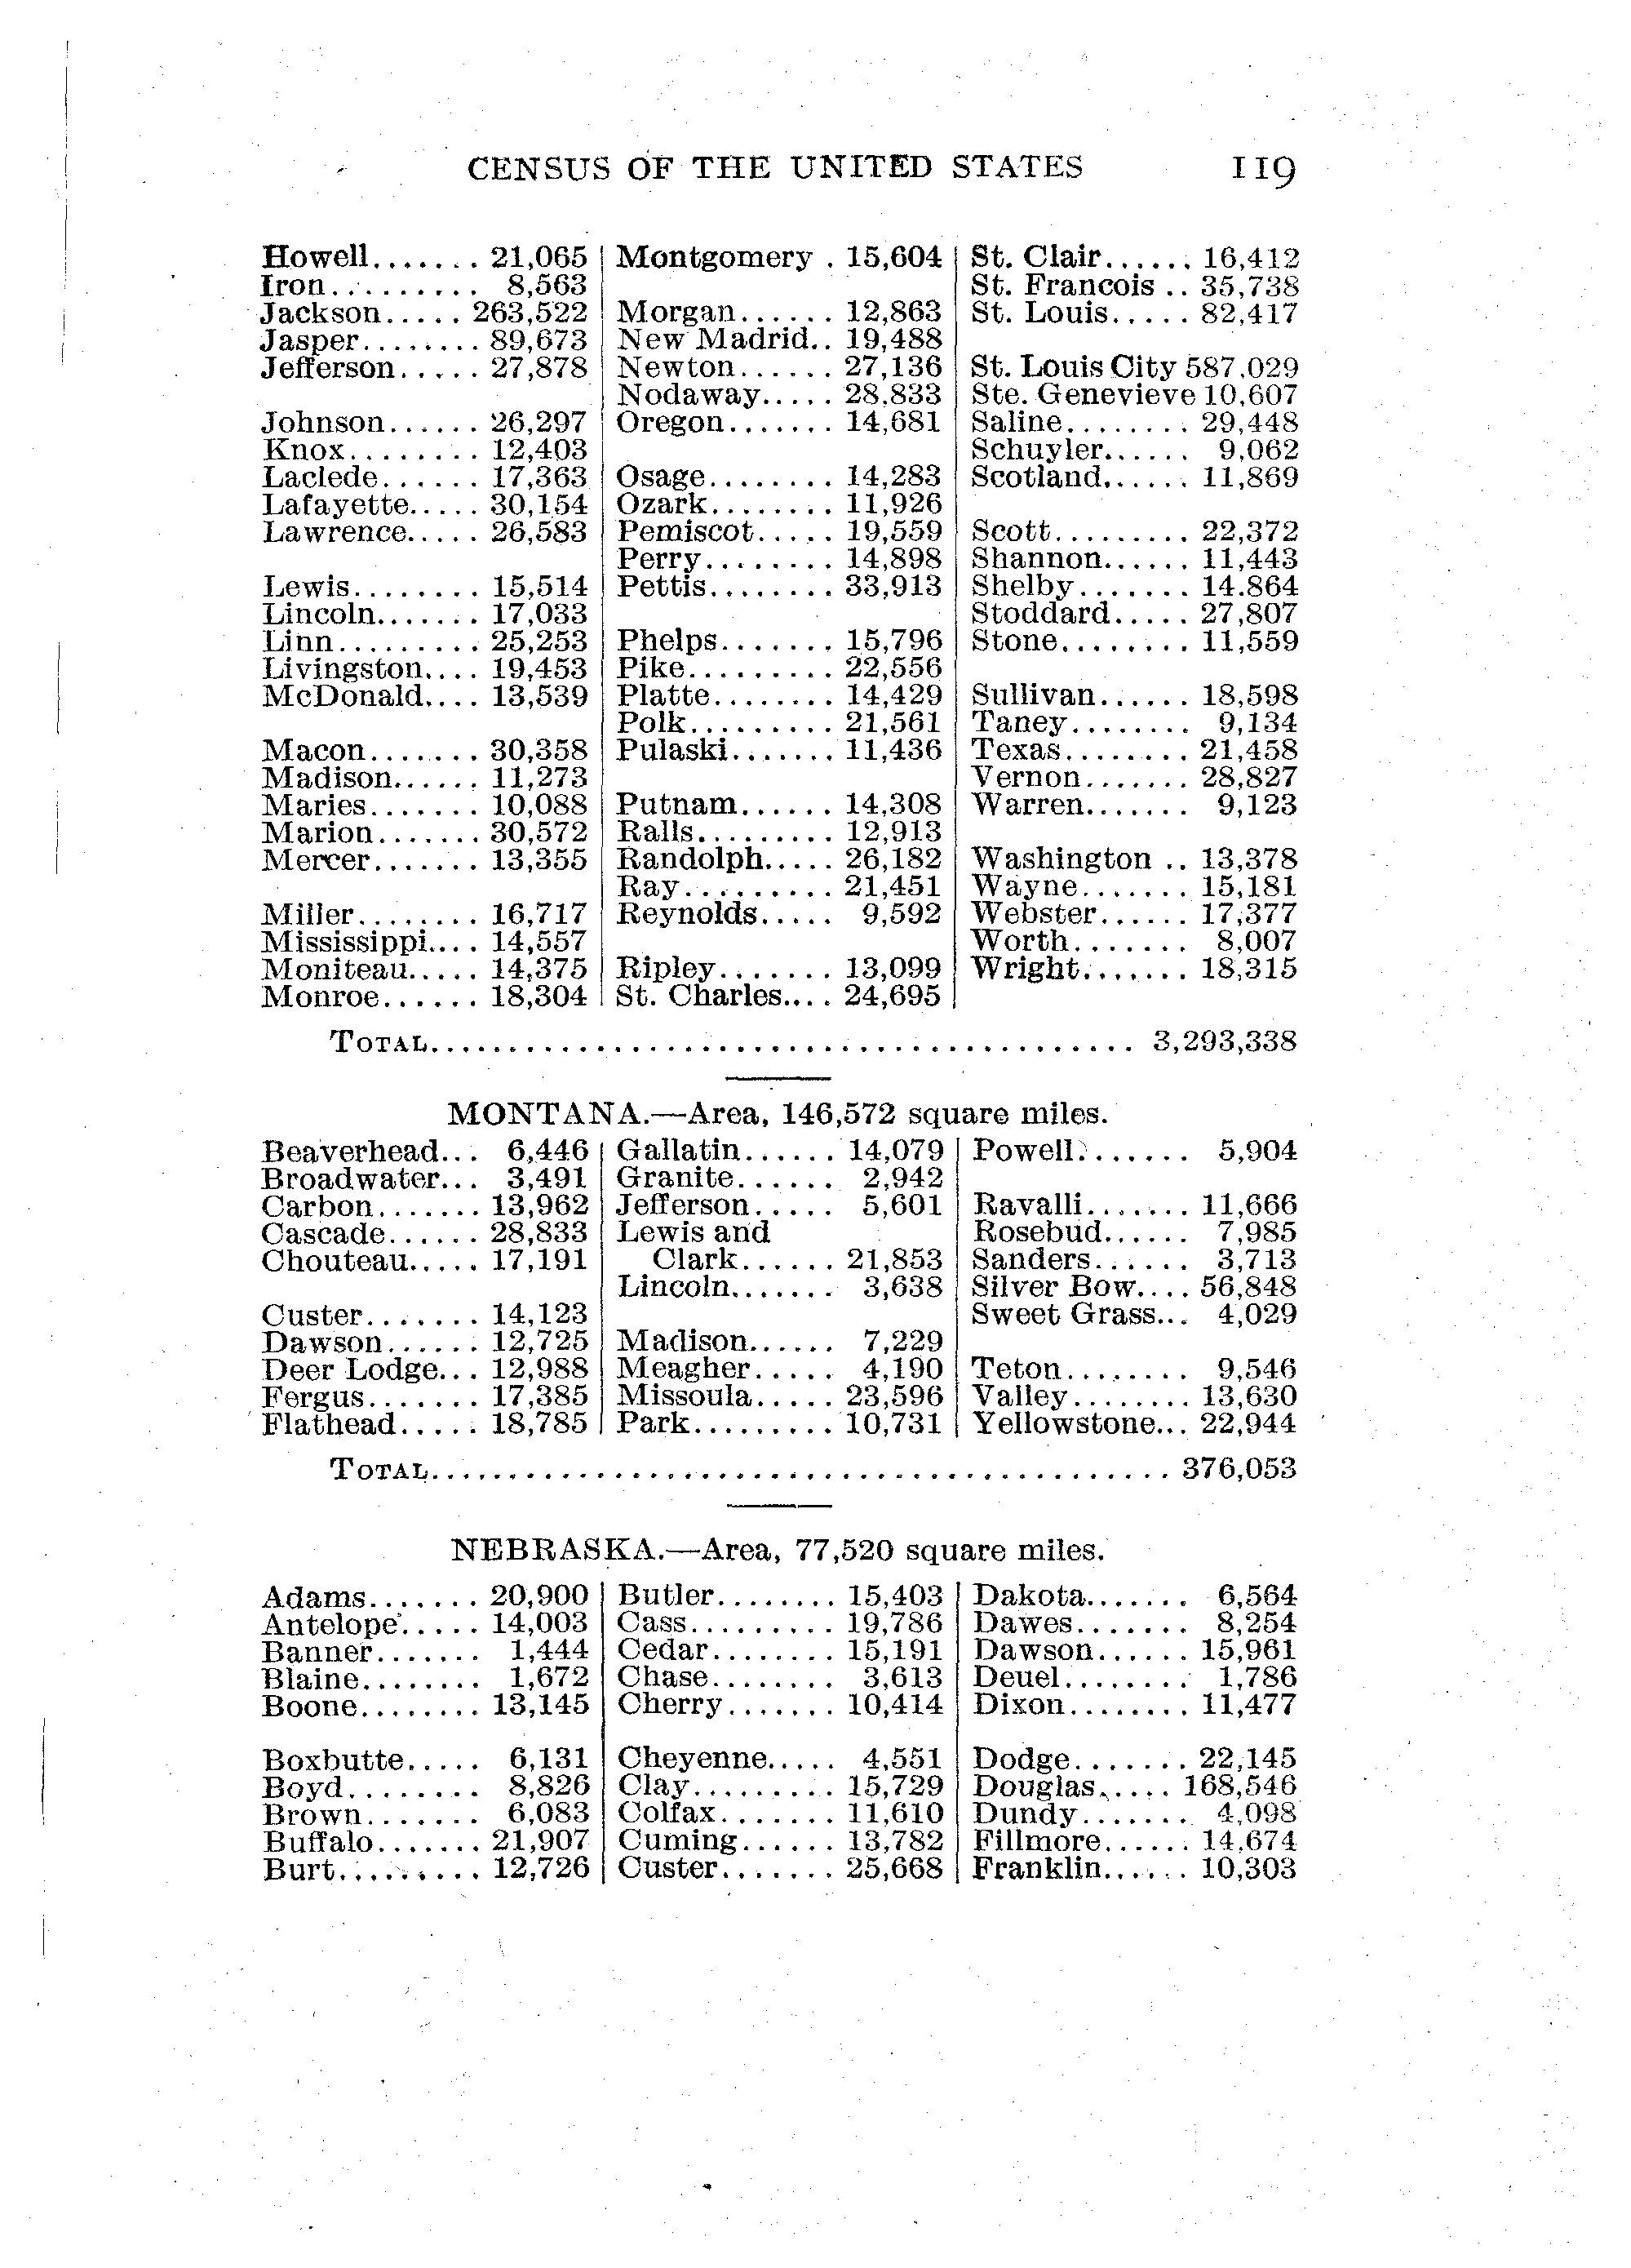 CENSUS OF THE UNITED STATES 119
Howell....... 21,065
Iron......... 8,563
Jackson..... 263,522
Jasper........ 89,673
Jefferson..... 27,878
Johnson...... 26,297
Knox........ 12,403
Laclede...... 17,363
Lafayette..... 30,154
Lawrence..... 26,583
Lewis........ 15,514
Lincoln....... 17,033
Linn......... 25,253
Livingston.... 19,453
McDonald.... 13,539
Macon....... 30,358
Madison...... 11,273
Maries....... 10,088
Marion....... 30,572
Mercer....... 13,355
Miller........ 16,717
Mississippi.... 14,557
Moniteau..... 14,375
Monroe...... 18,304
Montgomery . 15,604
Morgan...... 12,863
New Madrid.. 19,488
Newton...... 27,136
Nodaway..... 28,833
Oregon....... 14,681
Osage........ 14,283
Ozark........ 11,926
Pemiscot..... 19,559
Perry........ 14,898
Pettis........ 33,913
Phelps....... 15,796
Pike......... 22,556
Platte........ 14,429
Polk......... 21,561
Pulaski....... 11,436
Putnam...... 14,308
Ralls......... 12,913
Randolph..... 26,182
Ray......... 21,451
Reynolds..... 9,592
Ripley....... 13,099
St. Charles.... 24,695
St. Clair...... 16,412
St. Francois .. 35,738
St. Louis..... 82,417
St. Louis City 587,029
Ste. Genevieve 10,607
Saline........ 29,448
Schuyler...... 9,062
Scotland...... 11,869
Scott......... 22,372
Shannon...... 11,443
Shelby....... 14.864
Stoddard..... 27,807
Stone........ 11,559
Sullivan...... 18,598
Taney........ 9,134
Texas........ 21,458
Vernon....... 28,827
Warren....... 9,123
Washington .. 13,378
Wayne....... 15,181
Webster...... 17,377
Worth....... 8,007
Wright....... 18,315
TOTAL........................................ 3,293,338
MONTANA.—Area, 146,572 square miles.
Beaverhead... 6,446
Broadwater... 3,491
Carbon....... 13,962
Cascade...... 28,833
Chouteau..... 17,191
Custer....... 14,123
Dawson...... 12,725
Deer Lodge... 12,988
Fergus....... 17,385
Flathead..... 18,785
Gallatin...... 14,079
Granite...... 2,942
Jefferson..... 5,601
Lewis and
Clark...... 21,853
Lincoln....... 3,638
Madison...... 7,229
Meagher..... 4,190
Missoula..... 23,596
Park......... 10,731
Powell....... 5,904
Ravalli....... 11,666
Rosebud...... 7,985
Sanders...... 3,713
Silver Bow.... 56,848
Sweet Grass... 4,029
Teton........ 9,546
Valley........ 13,630
Yellowstone... 22,944
TOTAL.......................................... 376,053
NEBRASKA.—Area, 77,520 square miles.
Adams....... 20,900
Antelope..... 14,003
Banner....... 1,444
Blaine........ 1,672
Boone........ 13,145
Boxbutte..... 6,131
Boyd........ 8,826
Brown....... 6,083
Buffalo....... 21,907
Burt......... 12,726
Butler........ 15,403
Cass......... 19,786
Cedar........ 15,191
Chase........ 3,613
Cherry....... 10,414
Cheyenne..... 4,551
Clay......... 15,729
Colfax....... 11,610
Cuming...... 13,782
Custer....... 25,668
Dakota....... 6,564
Dawes....... 8,254
Dawson...... 15,961
Deuel........ 1,786
Dixon........ 11,477
Dodge....... 22,145
Douglas..... 168,546
Dundy....... 4,098
Fillmore...... 14,674
Franklin...... 10,303